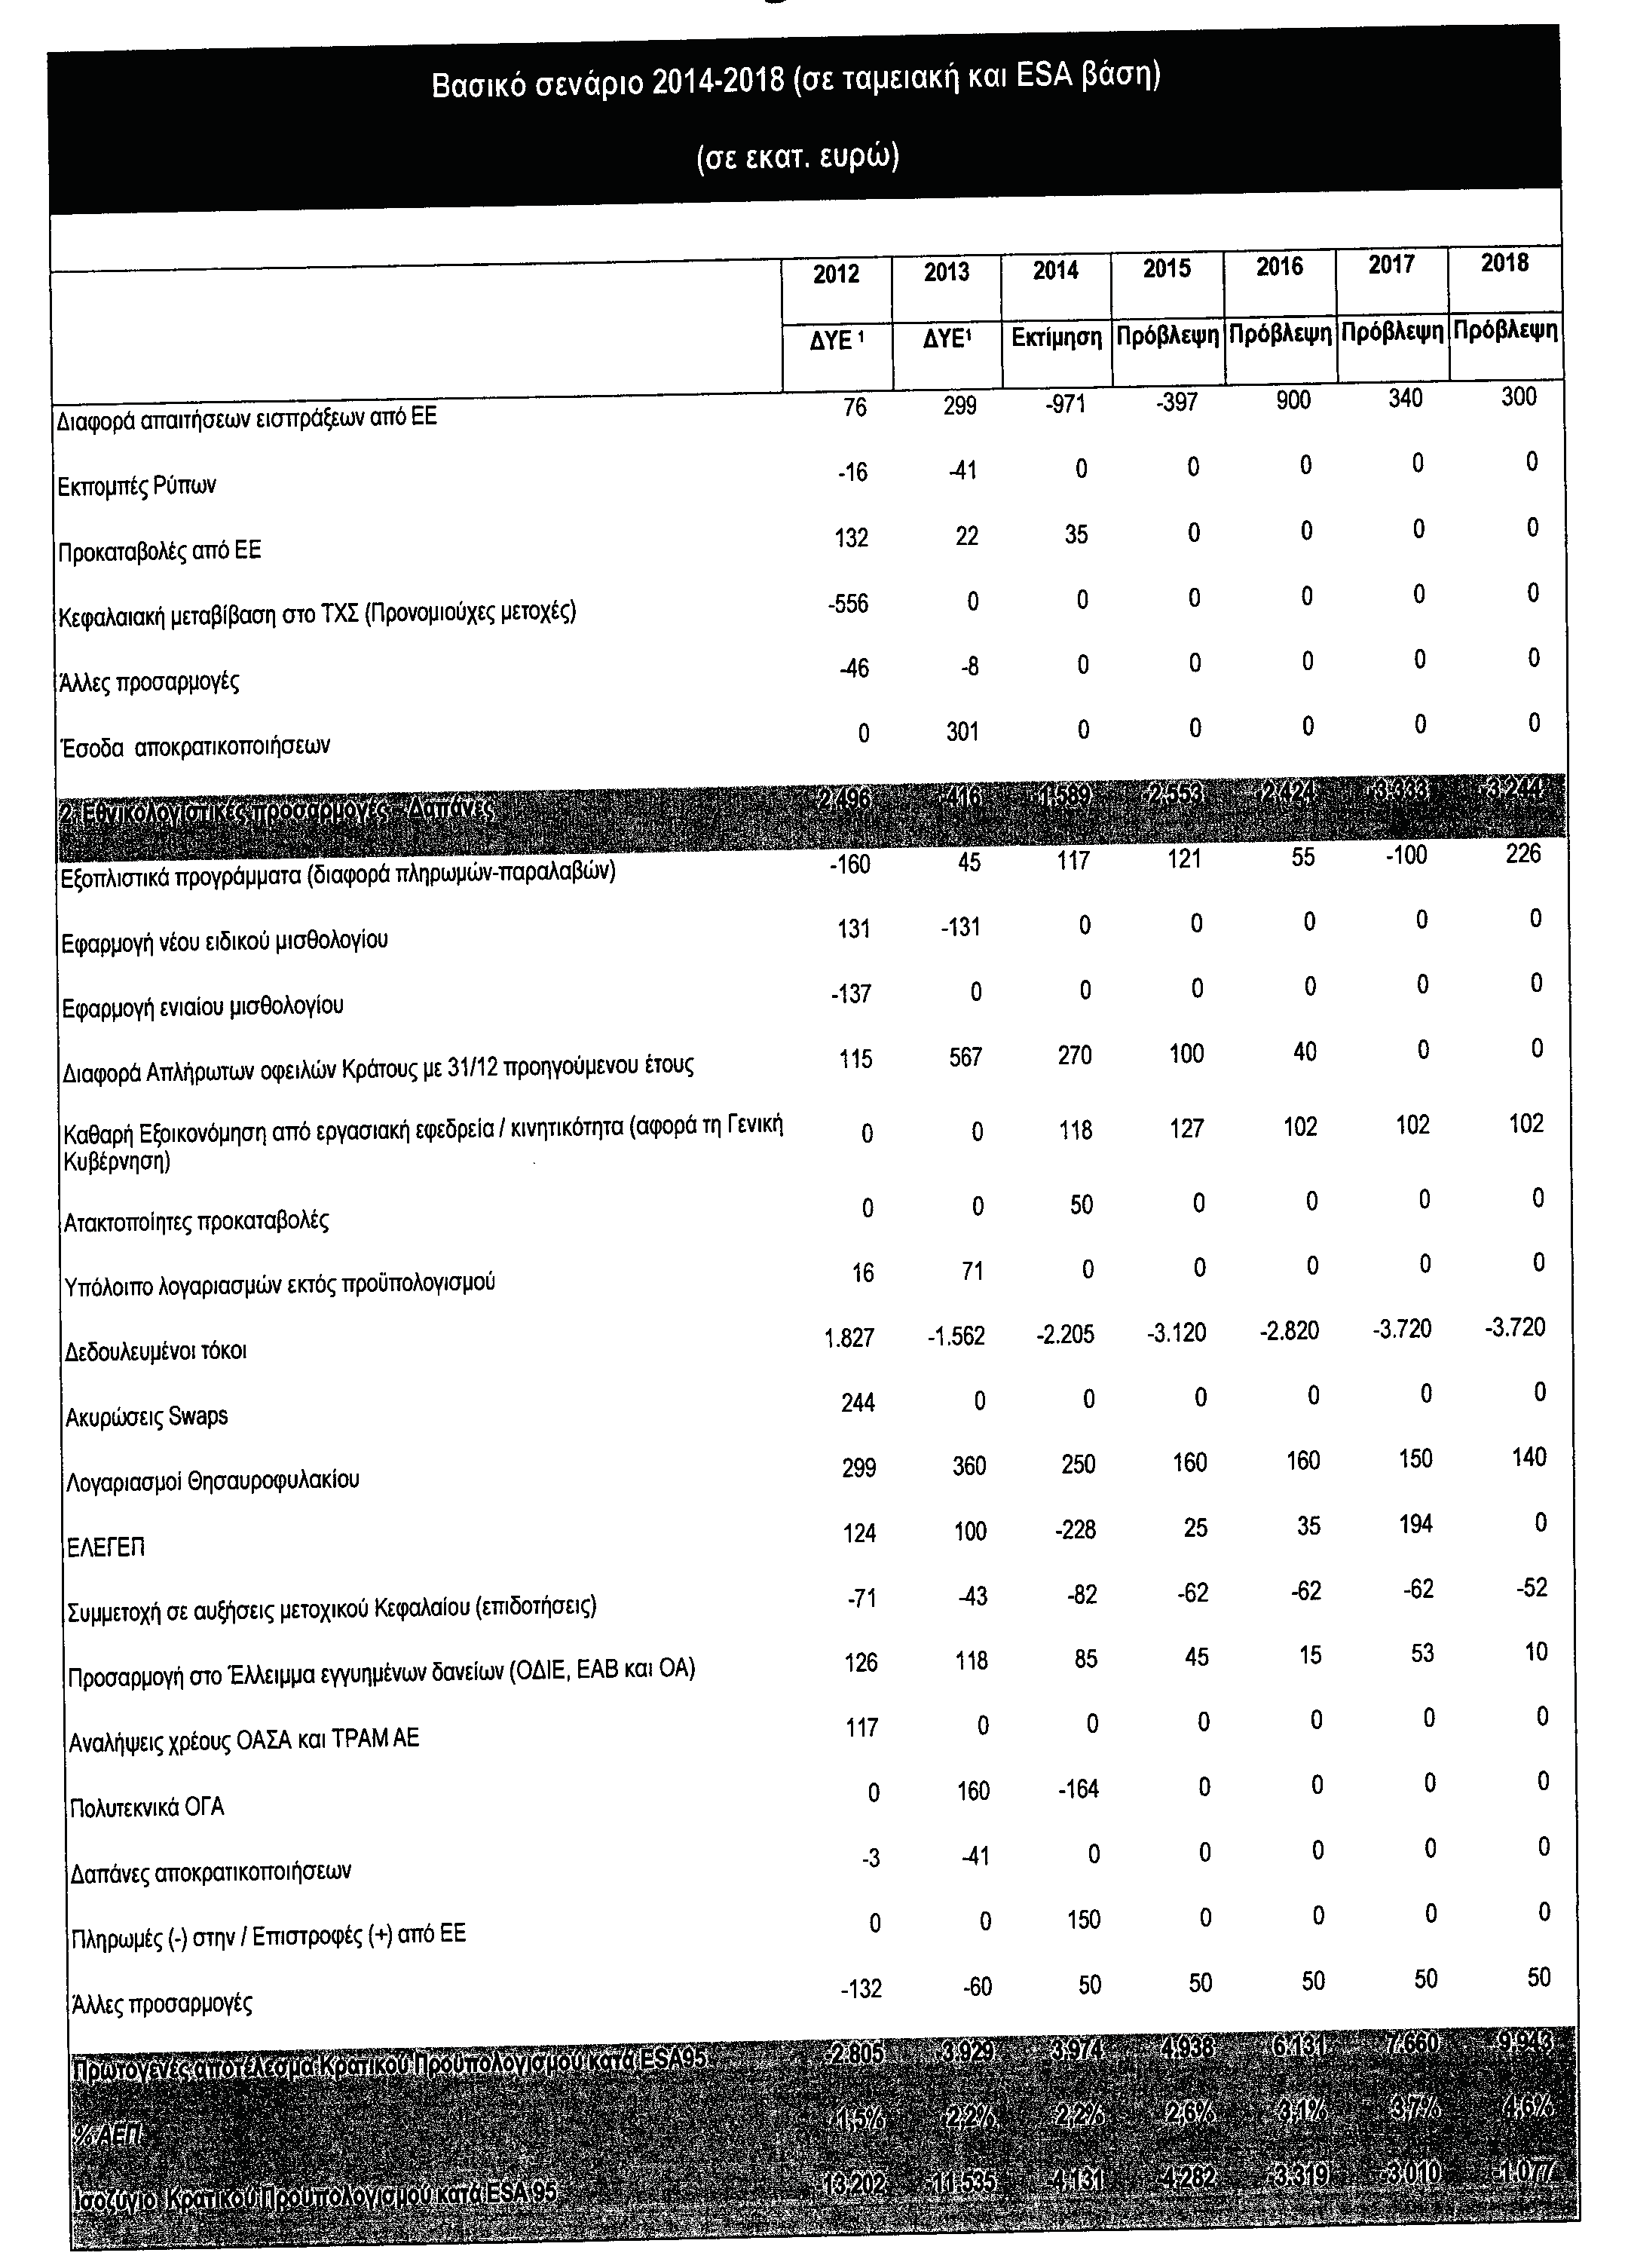 Βασικό σενάριο 2014-2018 (σε ταμειακή και ESA βάση)
(σε εκατ. ευρώ)
2012 2013 2014 2015 2016 2017 2018
ΔΥΕ ¹ ΔΥΕ¹ Εκτίμηση Πρόβλεψη Πρόβλεψη Πρόβλεψη Πρόβλεψη
Διαφορά απαιτήσεων εισπράξεων από ΕΕ 76 299 -971 -397 900 340 300
Εκπομπές Ρύπων -16 -41 0 0 0 0 0
Προκαταβολές από ΕΕ 132 22 35 0 0 0 0
Κεφαλαιακή μεταβίβαση στο ΤΧΣ (Προνομιούχες μετοχές) -556 0 0 0 0 0 0
Άλλες προσαρμογές -46 -8 0 0 0 0 0
Έσοδα αποκρατικοποιήσεων 0 301 0 0 0 0 0
2. Εθνικολογιστικές προσαρμογές - Δαπάνες 2.496 -416 -1.589 -2.553 -2.424 -3.333 -3.244
Εξοπλιστικά προγράμματα (διαφορά πληρωμών-παραλαβών) -160 45 117 121 55 -100 226
Εφαρμογή νέου ειδικού μισθολογίου 131 -131 0 0 0 0 0
Εφαρμογή ενιαίου μισθολογίου -137 0 0 0 0 0 0
Διαφορά Απλήρωτων οφειλών Κράτους με 31/12 προηγούμενου έτους 115 567 270 100 40 0 0
Καθαρή Εξοικονόμηση από εργασιακή εφεδρεία / κινητικότητα (αφορά τη Γενική 0 0 118 127 102 102 102
Κυβέρνηση)
Ατακτοποίητες προκαταβολές 0 0 50 0 0 0 0
Υπόλοιπο λογαριασμών εκτός προϋπολογισμού 16 71 0 0 0 0 0
Δεδουλευμένοι τόκοι 1.827 -1.562 -2.205 -3.120 -2.820 -3.720 -3.720
Ακυρώσεις Swaps 244 0 0 0 0 0 0
Λογαριασμοί Θησαυροφυλακίου 299 360 250 160 160 150 140
ΕΛΕΓΕΠ 124 100 -228 25 35 194 0
Συμμετοχή σε αυξήσεις μετοχικού Κεφαλαίου (επιδοτήσεις) -71 -43 -82 -62 -62 -62 -52
Προσαρμογή στο Έλλειμμα εγγυημένων δανείων (ΟΔΙΕ, ΕΑΒ και ΟΑ) 126 118 85 45 15 53 10
Αναλήψεις χρέους ΟΑΣΑ και ΤΡΑΜ ΑΕ 117 0 0 0 0 0 0
Πολυτεκνικά ΟΓΑ 0 160 -164 0 0 0 0
Δαπάνες αποκρατικοποιήσεων -3 -41 0 0 0 0 0
Πληρωμές (-) στην / Επιστροφές (+) από ΕΕ 0 0 150 0 0 0 0
Άλλες προσαρμογές -132 -60 50 50 50 50 50
Πρωτογενές αποτέλεσμα Κρατικού Προϋπολογισμού κατά ESA95 -2.805 3.929 3.974 4.938 6.131 7.660 9.943
% ΑΕΠ -1,5% 2,2% 2,2% 2,6% 3,1% 3,7% 4,6%
Ισοζύγιο Κρατικού Προϋπολογισμού κατά ESA 95 -13.202 -11.535 -4.131 -4.282 -3.319 -3.010 -1.077